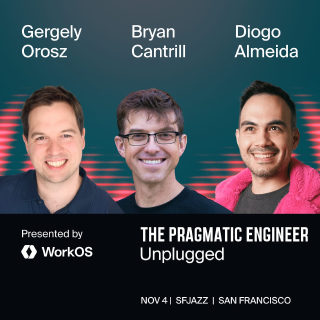 Gergely
Orosz
Bryan
Cantrill
Diogo
Almeida
Presented by
WorkOS
THE PRAGMATIC ENGINEER
Unplugged
NOV 4 | SFJAZZ | SAN FRANCISCO